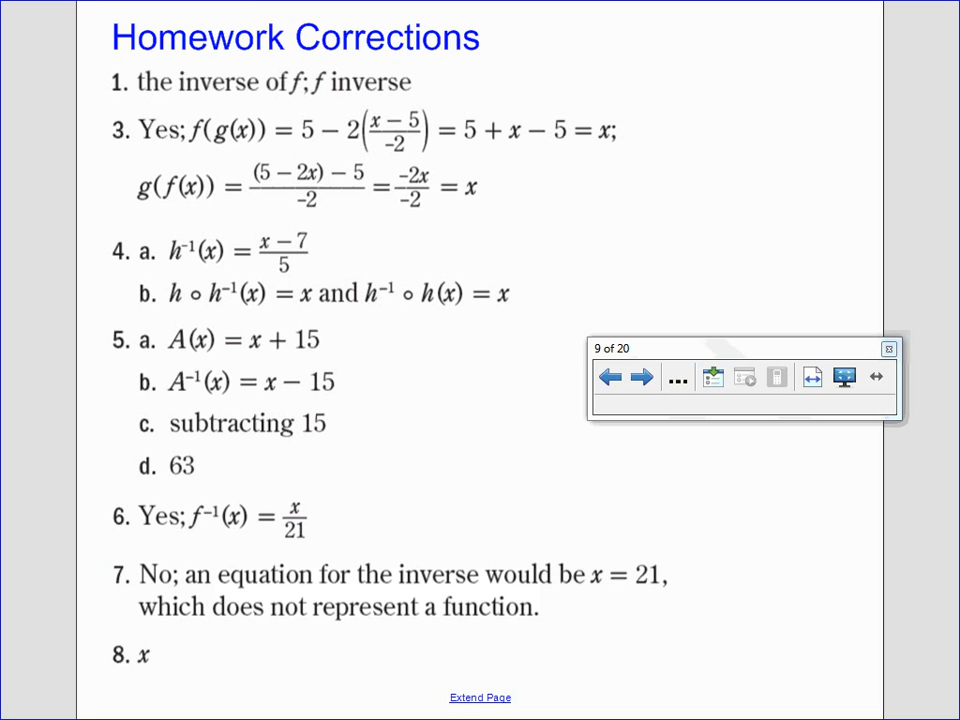 Homework Corrections
1. the inverse of f; f inverse
3. Yes; f(g(x)) = 5 − 2((x − 5)/-2) = 5 + x − 5 = x;
g(f(x)) = ((5 − 2x) − 5)/-2 = -2x/-2 = x
4. a. h⁻¹(x) = (x − 7)/5
b. h ∘ h⁻¹(x) = x and h⁻¹ ∘ h(x) = x
5. a. A(x) = x + 15
b. A⁻¹(x) = x − 15
c. subtracting 15
d. 63
9 of 20
6. Yes; f⁻¹(x) = x/21
7. No; an equation for the inverse would be x = 21,
which does not represent a function.
8. x
Extend Page